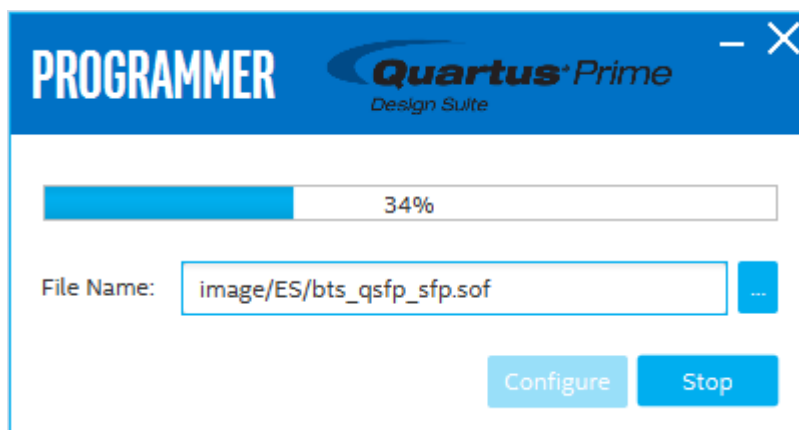 PROGRAMMER
Quartus Prime
Design Suite
34%
File Name: image/ES/bts_qsfp_sfp.sof ...
Configure Stop